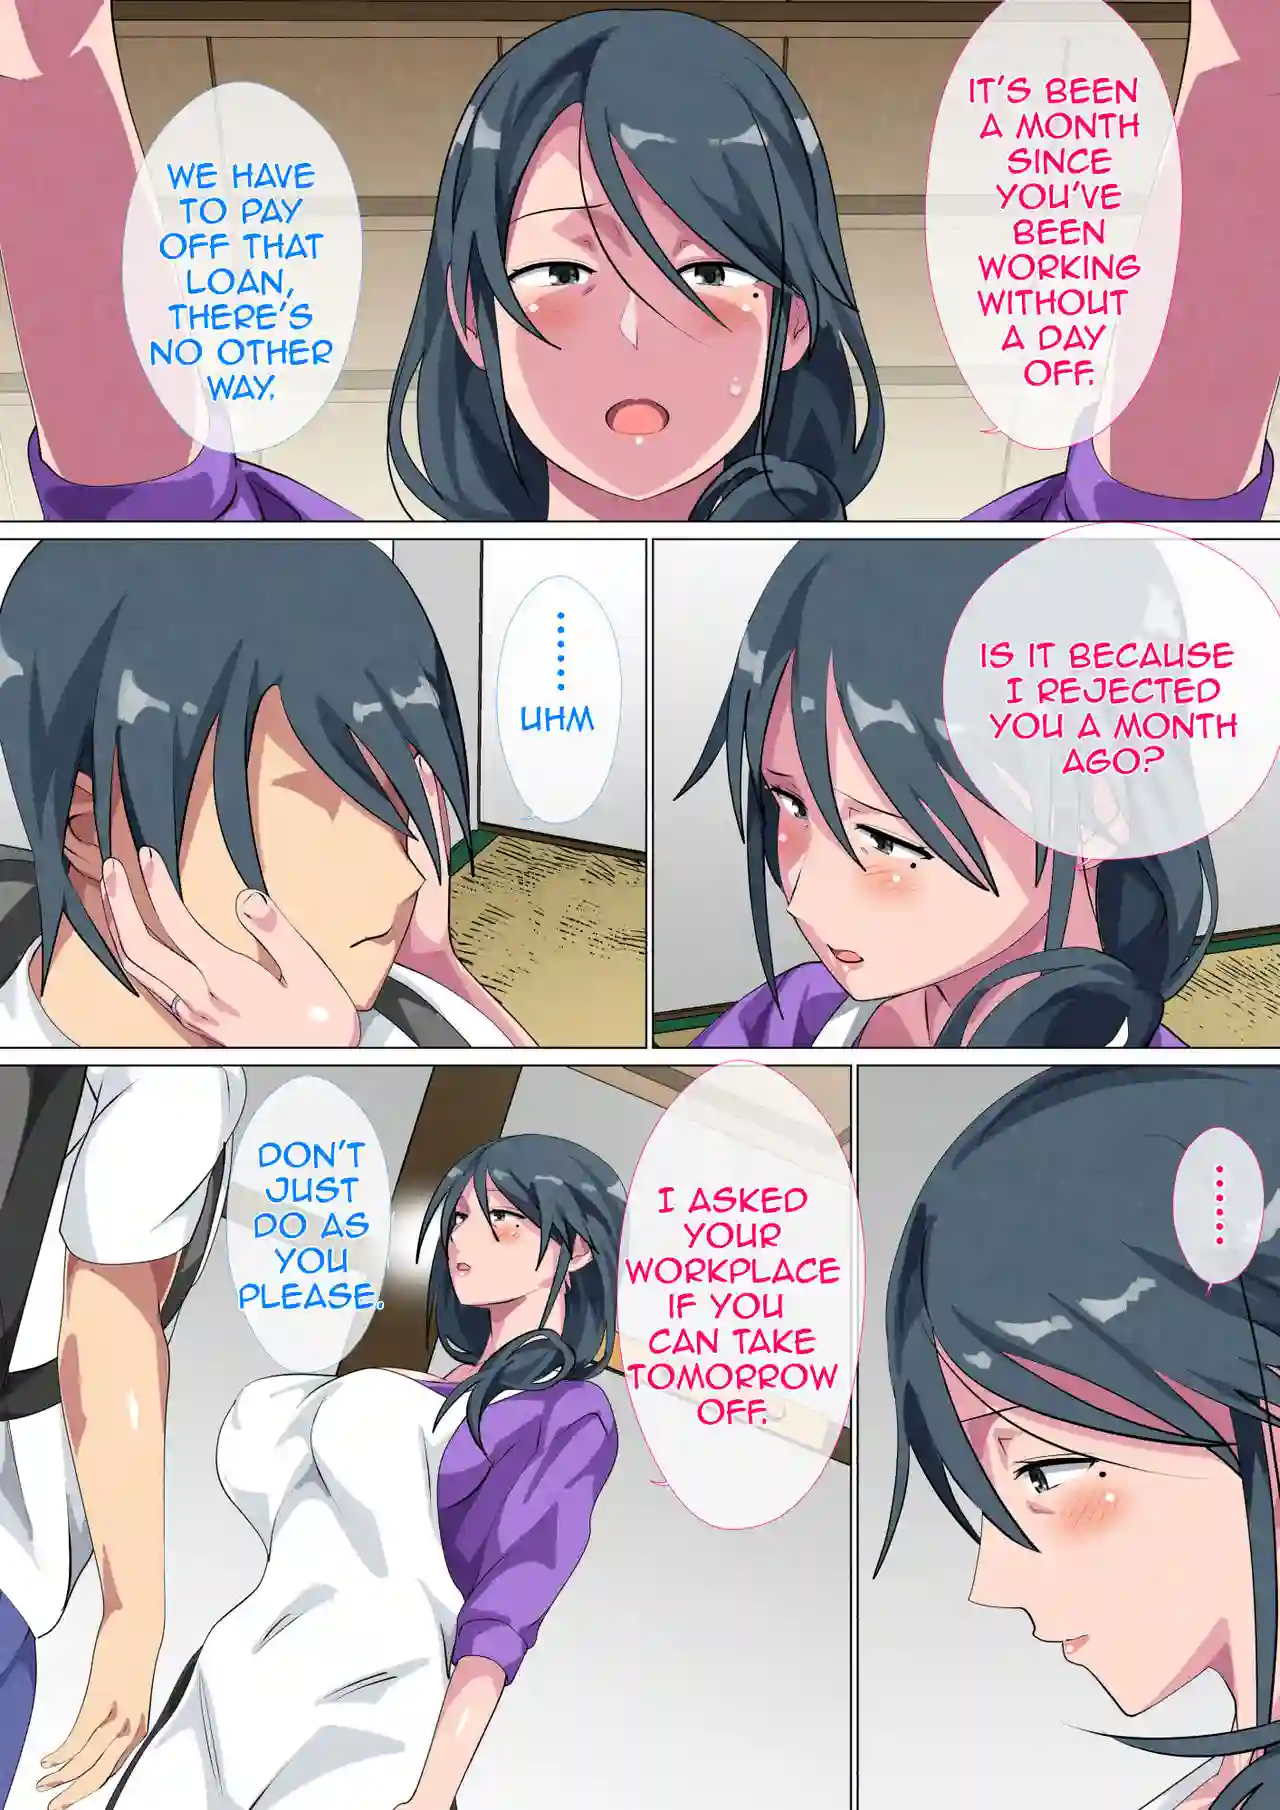 IT'S BEEN
A MONTH
SINCE
YOU'VE
BEEN
WORKING
WITHOUT
A DAY
OFF.
WE HAVE
TO PAY
OFF THAT
LOAN,
THERE'S
NO OTHER
WAY.
IS IT BECAUSE
I REJECTED
YOU A MONTH
AGO?
......
UHM
I ASKED
YOUR
WORKPLACE
IF YOU
CAN TAKE
TOMORROW
OFF.
DON'T
JUST
DO AS
YOU
PLEASE.
......